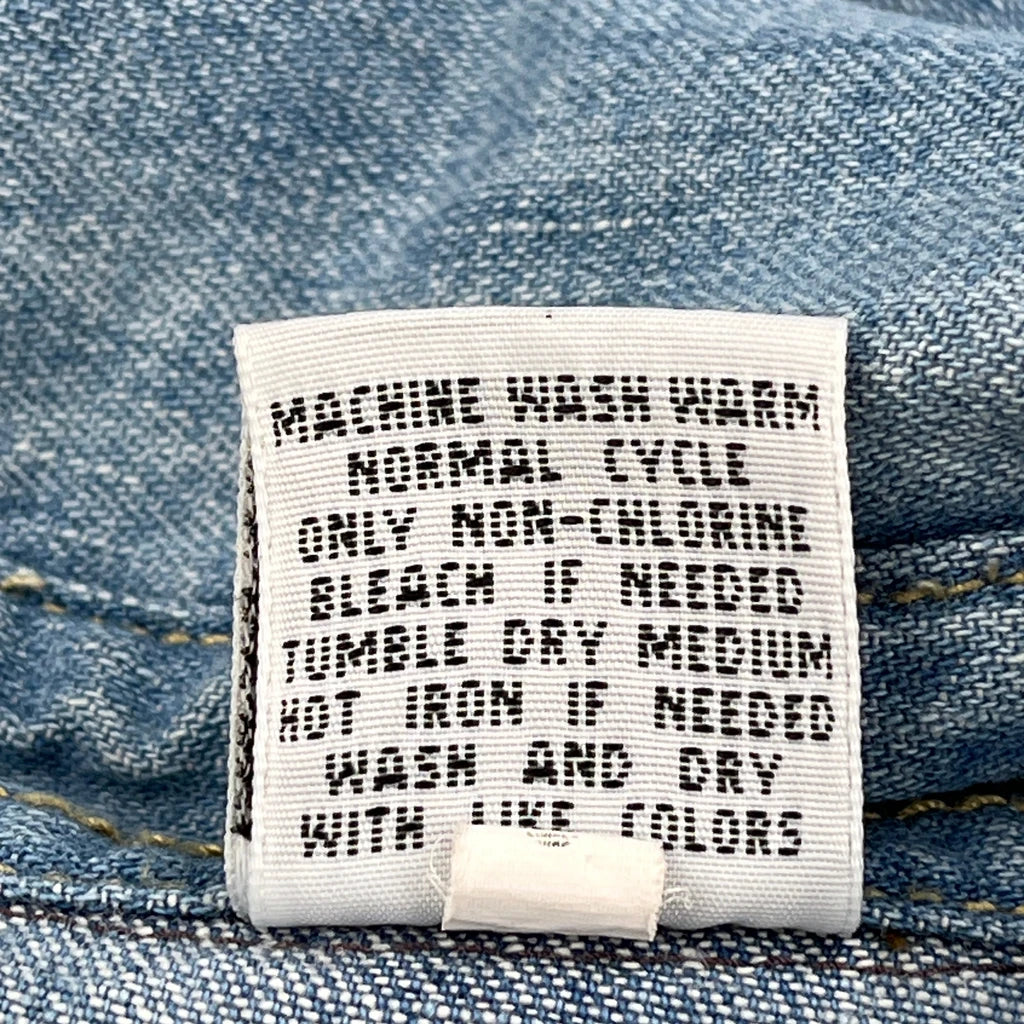 MACHINE WASH WARM
NORMAL CYCLE
ONLY NON-CHLORINE
BLEACH IF NEEDED
TUMBLE DRY MEDIUM
HOT IRON IF NEEDED
WASH AND DRY
WITH LIKE COLORS